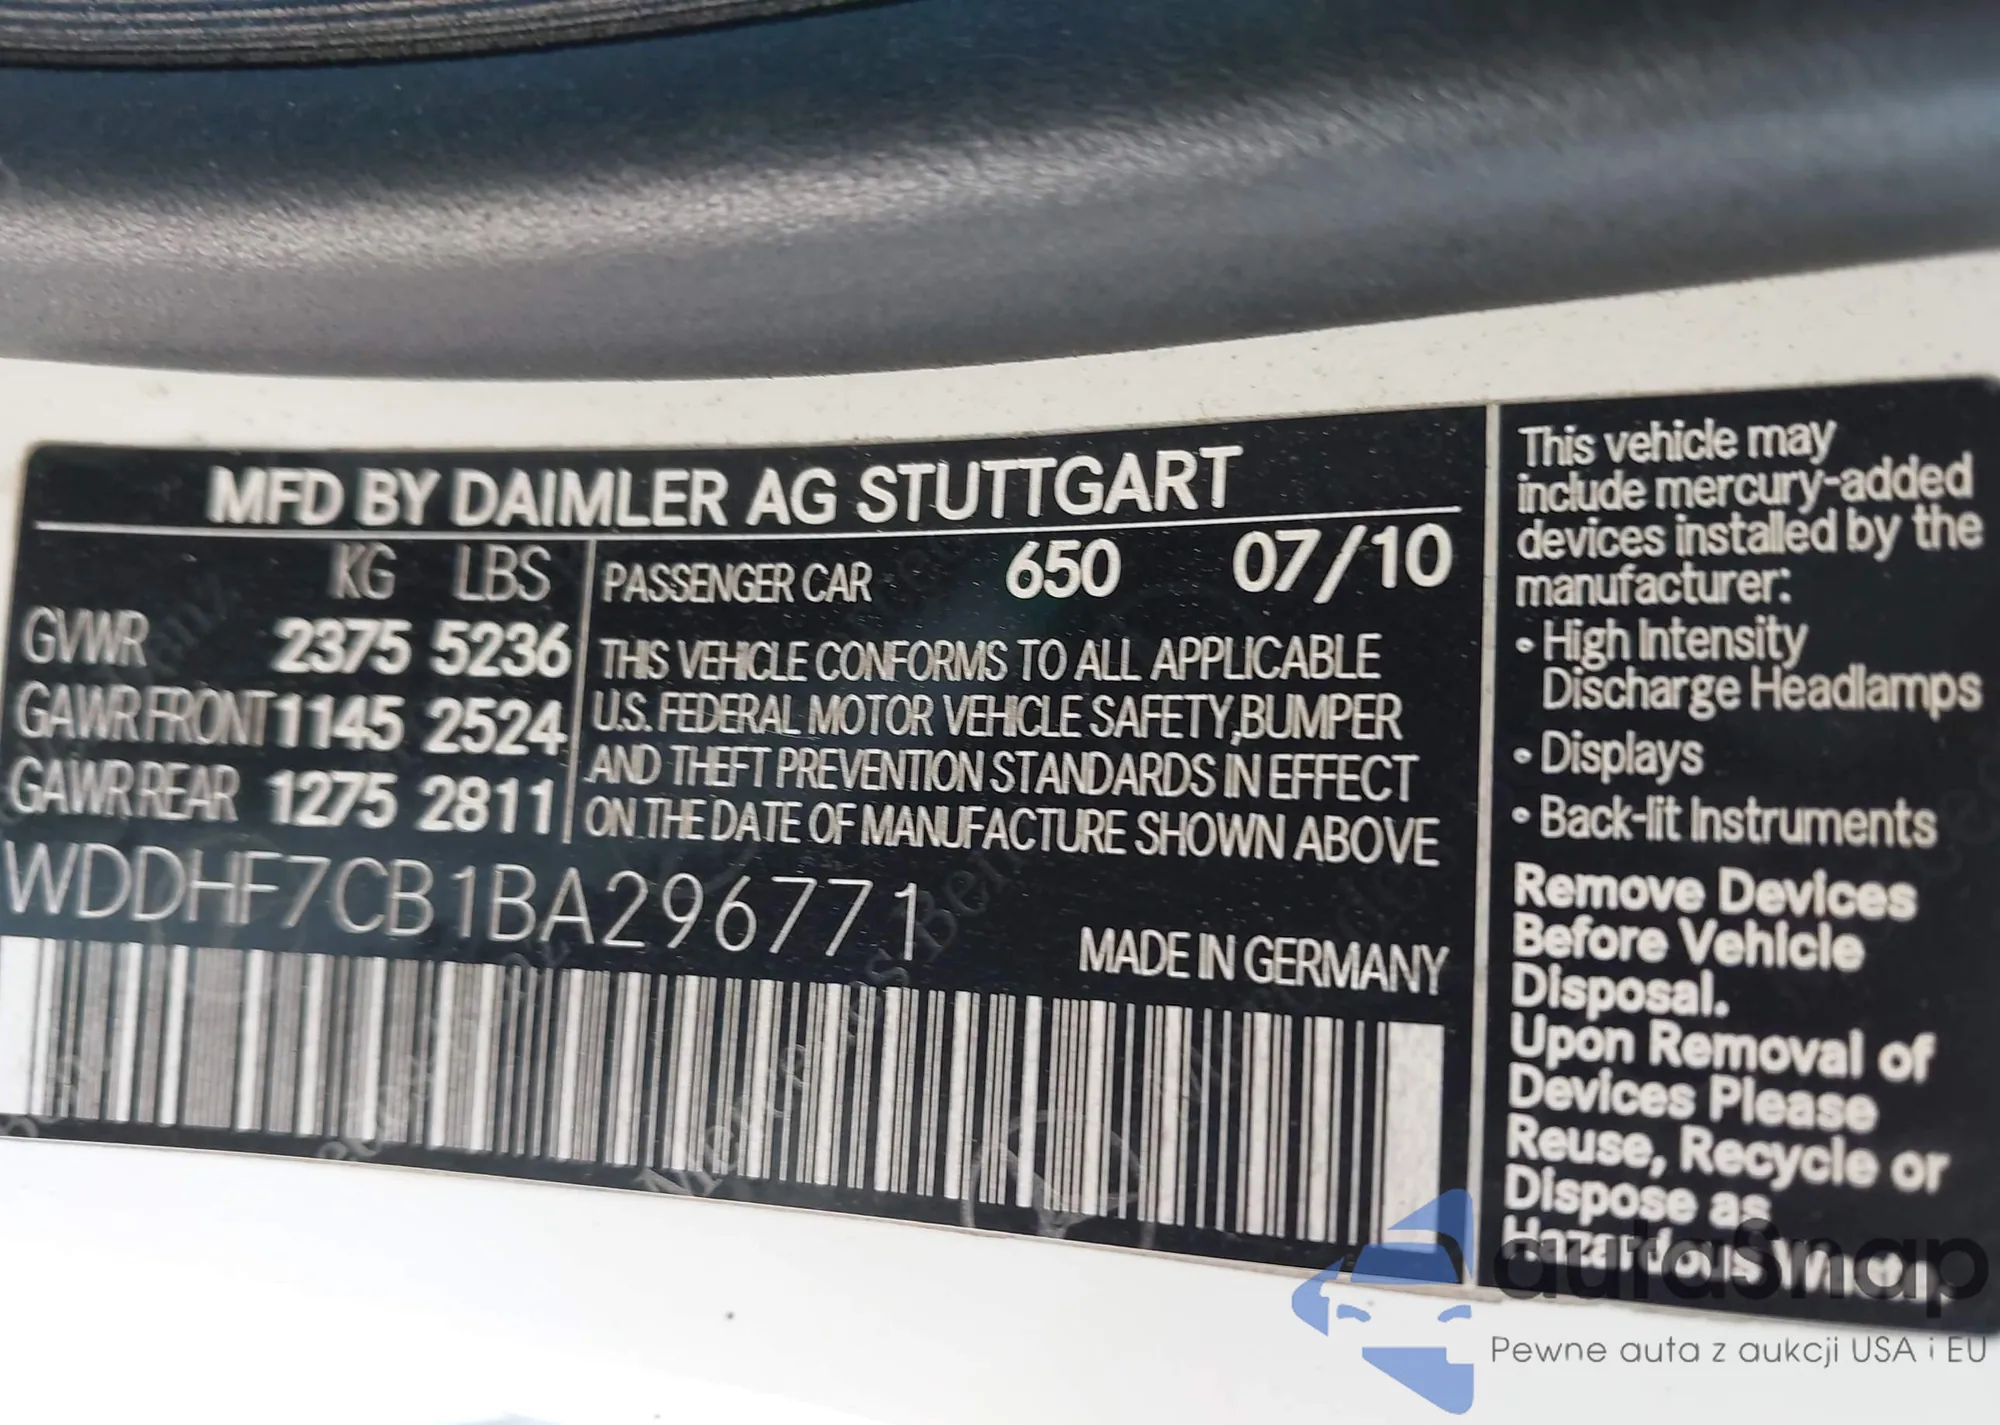 MFD BY DAIMLER AG STUTTGART
KG LBS
GVWR 2375 5236
GAWR FRONT 1145 2524
GAWR REAR 1275 2811
PASSENGER CAR 650 07/10
THIS VEHICLE CONFORMS TO ALL APPLICABLE
U.S. FEDERAL MOTOR VEHICLE SAFETY,BUMPER
AND THEFT PREVENTION STANDARDS IN EFFECT
ON THE DATE OF MANUFACTURE SHOWN ABOVE
WDDHF7CB1BA296771
MADE IN GERMANY
This vehicle may
include mercury-added
devices installed by the
manufacturer:
• High Intensity
Discharge Headlamps
• Displays
• Back-lit Instruments
Remove Devices
Before Vehicle
Disposal.
Upon Removal of
Devices Please
Reuse, Recycle or
Dispose as
Hazardous Waste.
autaSnap
Pewne auta z aukcji USA i EU